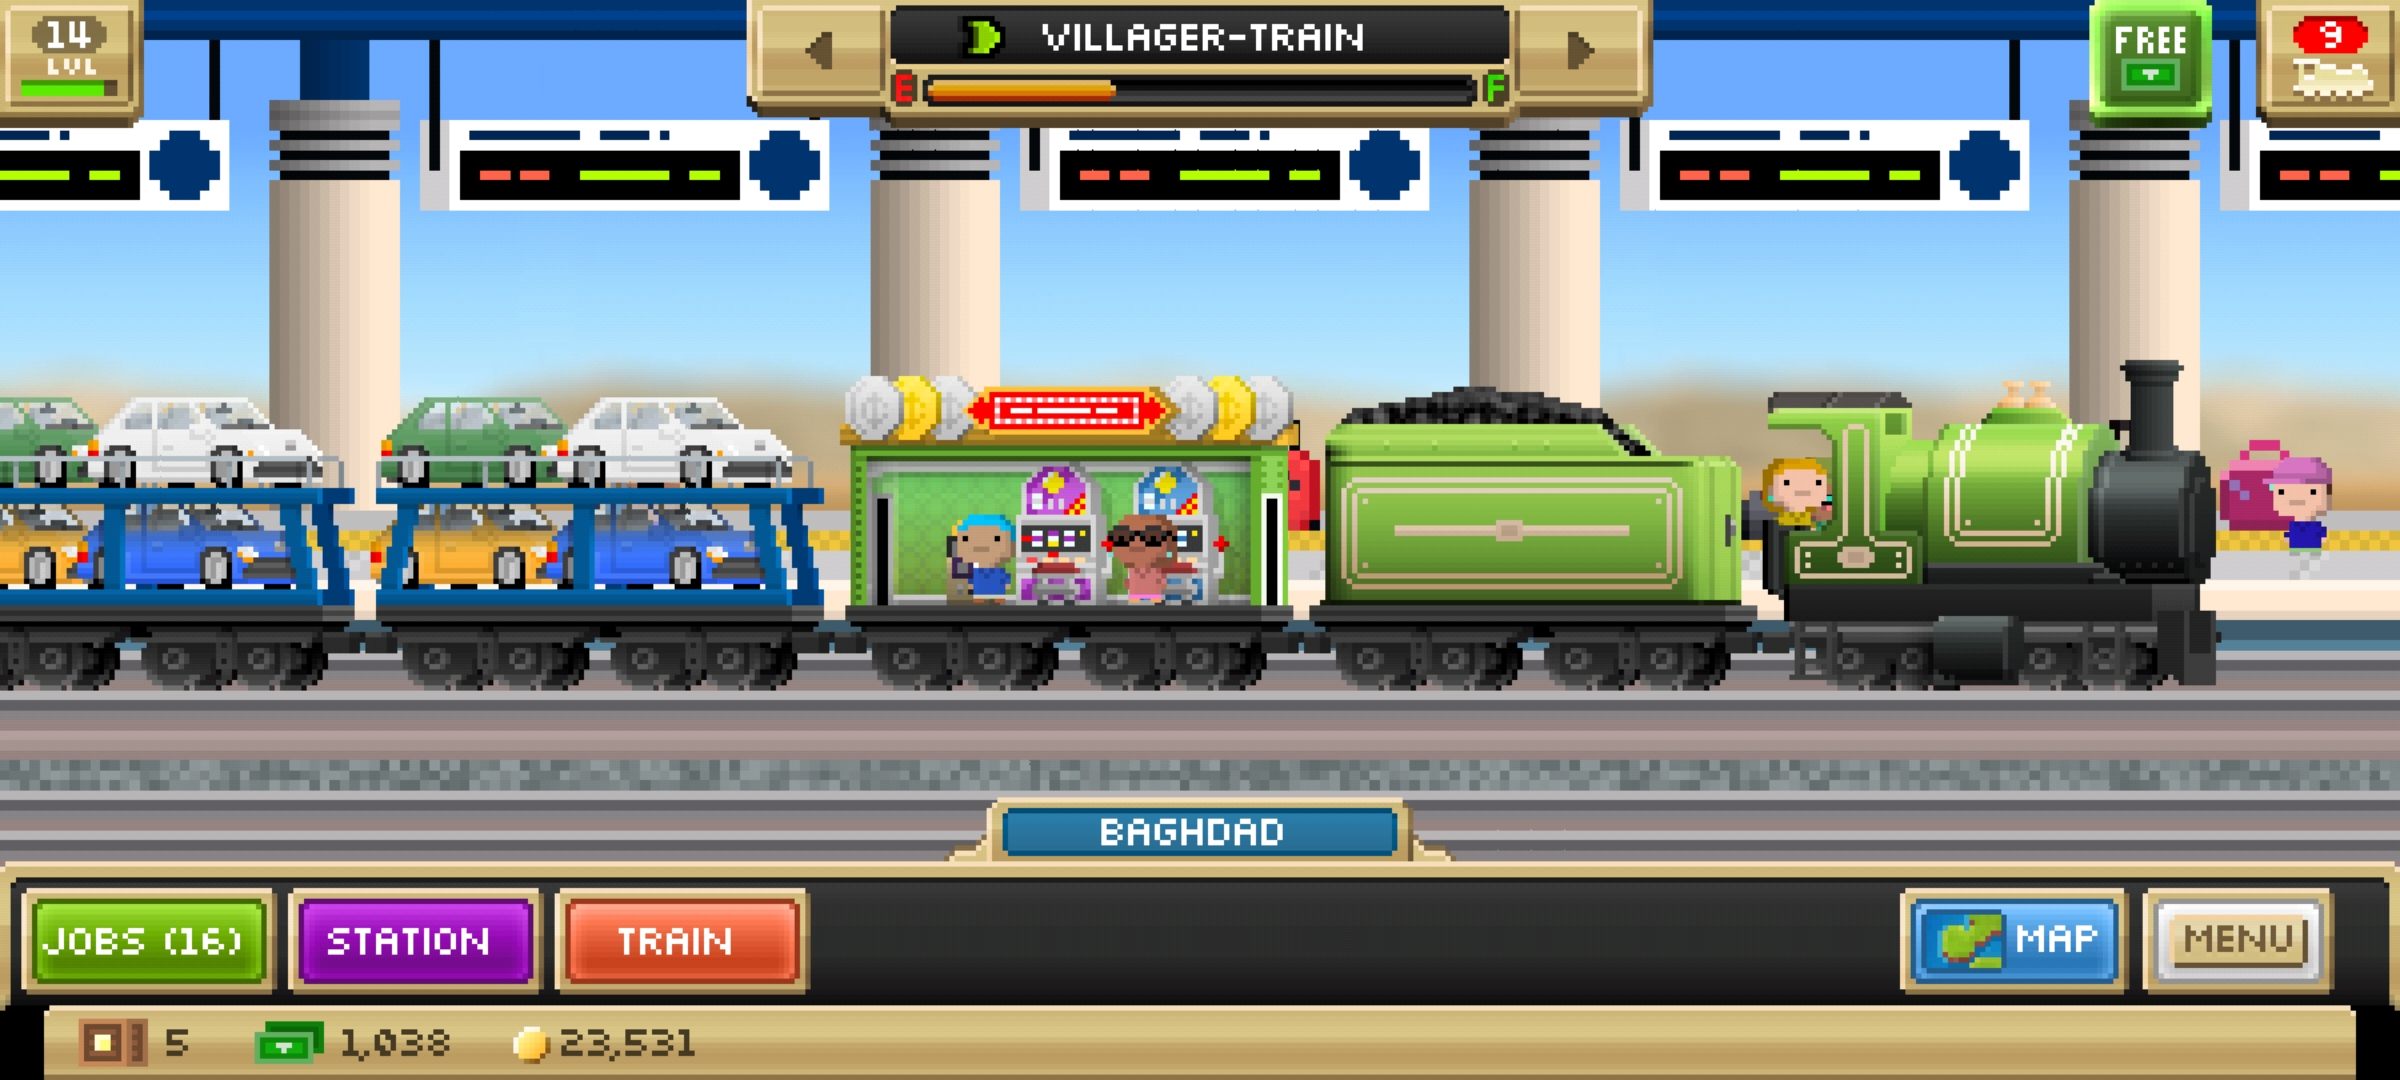 14
LVL
VILLAGER-TRAIN
E F
FREE
9
BAGHDAD
JOBS (16)
STATION
TRAIN
MAP
MENU
5
1,038
23,531